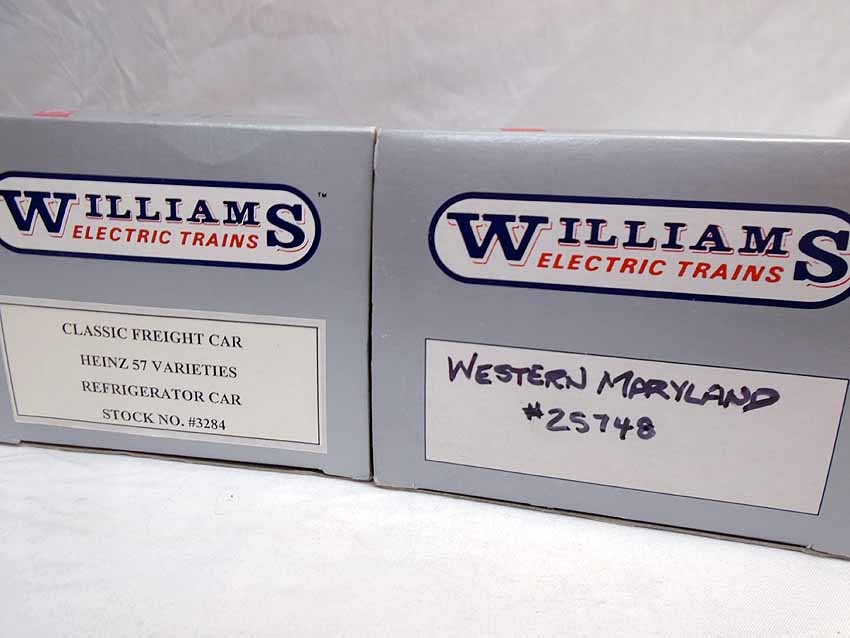 WILLIAMS™
ELECTRIC TRAINS
CLASSIC FREIGHT CAR
HEINZ 57 VARIETIES
REFRIGERATOR CAR
STOCK NO. #3284
WILLIAMS
ELECTRIC TRAINS
WESTERN MARYLAND
#25748